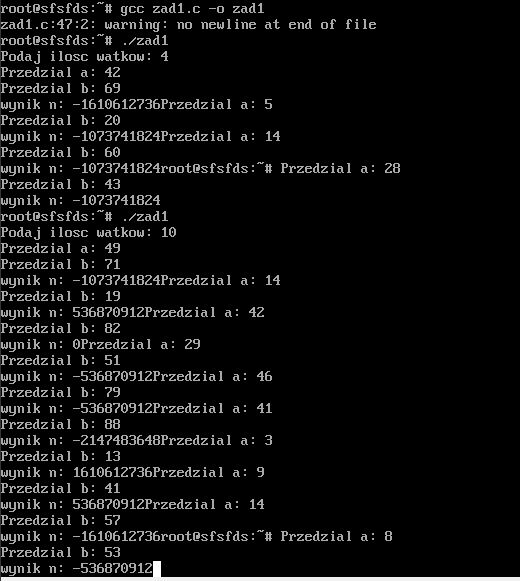 root@sfsfds:~# gcc zad1.c -o zad1
zad1.c:47:2: warning: no newline at end of file
root@sfsfds:~# ./zad1
Podaj ilosc watkow: 4
Przedzial a: 42
Przedzial b: 69
wynik n: -1610612736Przedzial a: 5
Przedzial b: 20
wynik n: -1073741824Przedzial a: 14
Przedzial b: 60
wynik n: -1073741824root@sfsfds:~# Przedzial a: 28
Przedzial b: 43
wynik n: -1073741824
root@sfsfds:~# ./zad1
Podaj ilosc watkow: 10
Przedzial a: 49
Przedzial b: 71
wynik n: -1073741824Przedzial a: 14
Przedzial b: 19
wynik n: 536870912Przedzial a: 42
Przedzial b: 82
wynik n: 0Przedzial a: 29
Przedzial b: 51
wynik n: -536870912Przedzial a: 46
Przedzial b: 79
wynik n: -536870912Przedzial a: 41
Przedzial b: 88
wynik n: -2147483648Przedzial a: 3
Przedzial b: 13
wynik n: 1610612736Przedzial a: 9
Przedzial b: 41
wynik n: 536870912Przedzial a: 14
Przedzial b: 57
wynik n: -1610612736root@sfsfds:~# Przedzial a: 8
Przedzial b: 53
wynik n: -536870912